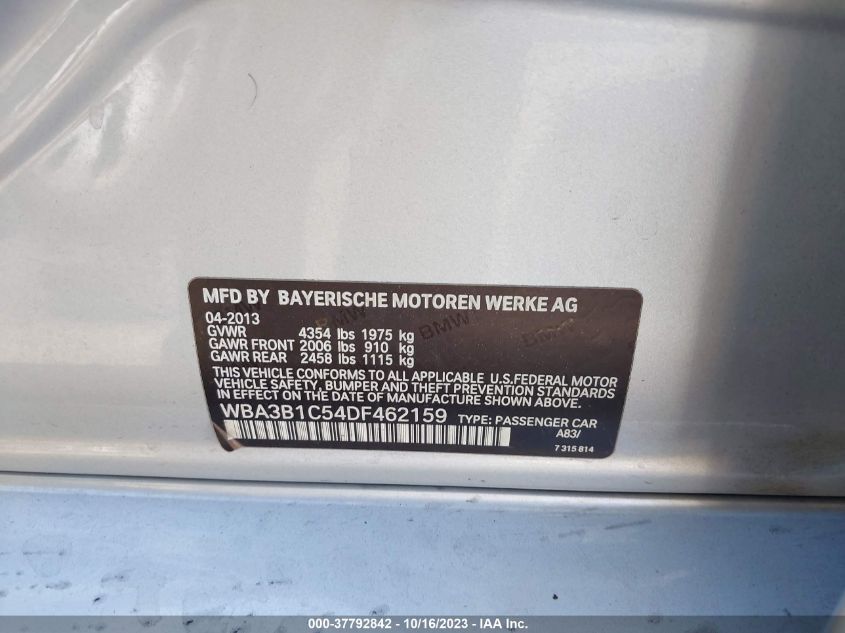 MFD BY BAYERISCHE MOTOREN WERKE AG
04-2013
GVWR 4354 lbs 1975 kg
GAWR FRONT 2006 lbs 910 kg
GAWR REAR 2458 lbs 1115 kg
BMW BMW
THIS VEHICLE CONFORMS TO ALL APPLICABLE U.S.FEDERAL MOTOR
VEHICLE SAFETY, BUMPER AND THEFT PREVENTION STANDARDS
IN EFFECT ON THE DATE OF MANUFACTURE SHOWN ABOVE.
WBA3B1C54DF462159 TYPE: PASSENGER CAR
A83/
7 315 814
000-37792842 / 10/16/2023 - IAA Inc.